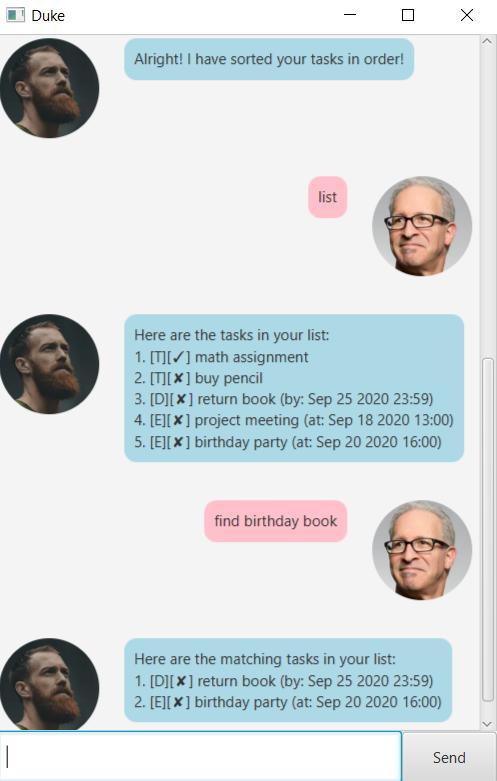 Duke
Alright! I have sorted your tasks in order!
list
Here are the tasks in your list:
1. [T][✓] math assignment
2. [T][✘] buy pencil
3. [D][✘] return book (by: Sep 25 2020 23:59)
4. [E][✘] project meeting (at: Sep 18 2020 13:00)
5. [E][✘] birthday party (at: Sep 20 2020 16:00)
find birthday book
Here are the matching tasks in your list:
1. [D][✘] return book (by: Sep 25 2020 23:59)
2. [E][✘] birthday party (at: Sep 20 2020 16:00)
Send